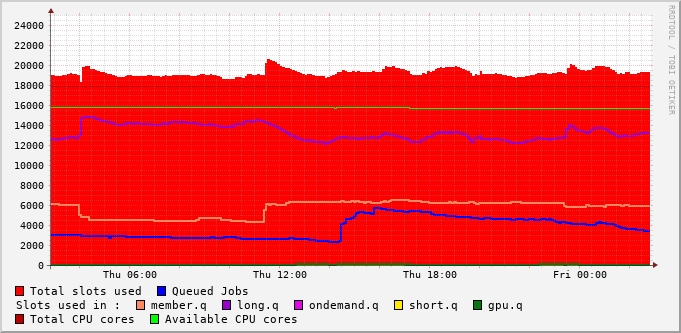 24000
22000
20000
18000
16000
14000
12000
10000
8000
6000
4000
2000
0
Thu 06:00 Thu 12:00 Thu 18:00 Fri 00:00
RRDTOOL / TOBI OETIKER
Total slots used Queued Jobs
Slots used in : member.q long.q ondemand.q short.q gpu.q
Total CPU cores Available CPU cores